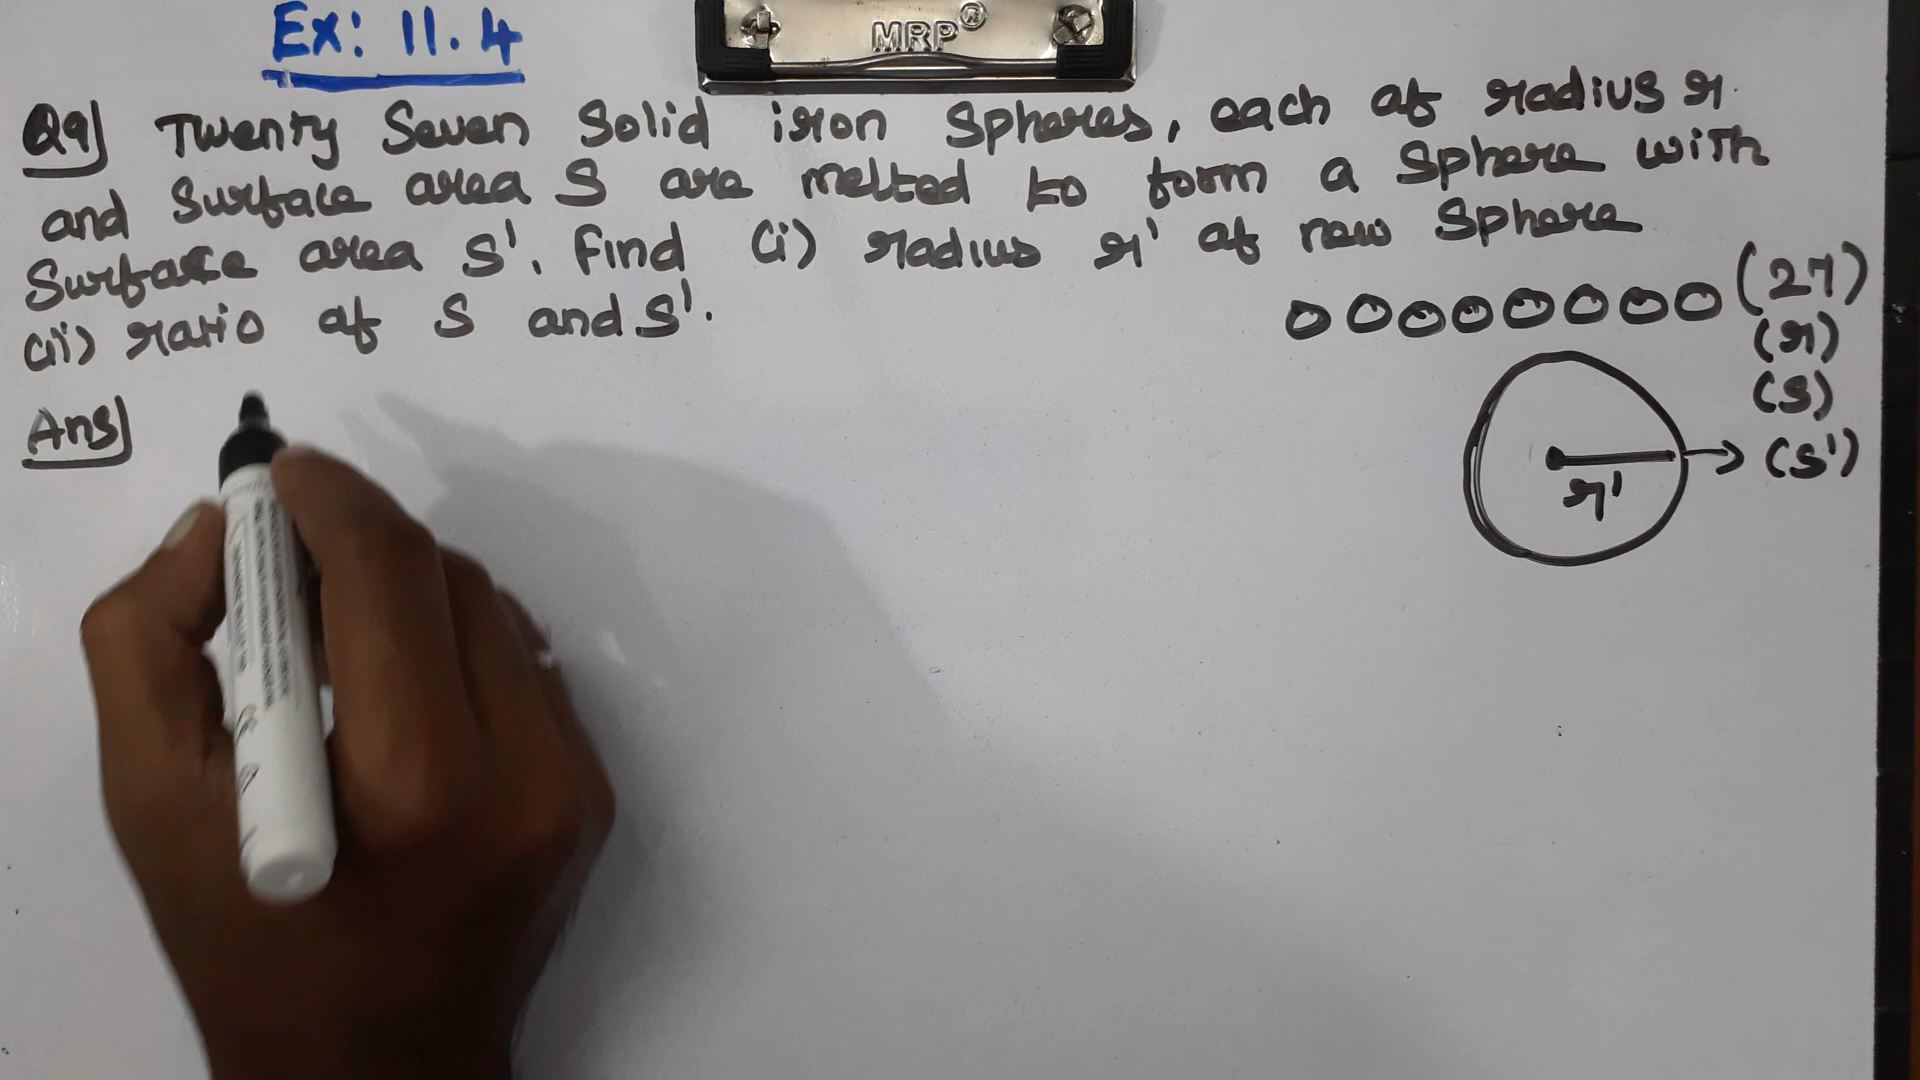 Ex: 11.4
MRP®
Q9] Twenty Seven Solid iron Spheres, each of radius r.
and Surface area S are melted to form a Sphere with
Surface area S'. Find (i) radius r' of new Sphere
(ii) ratio of S and S'.
(27)
(r)
(S)
(S')
r'
Ans]